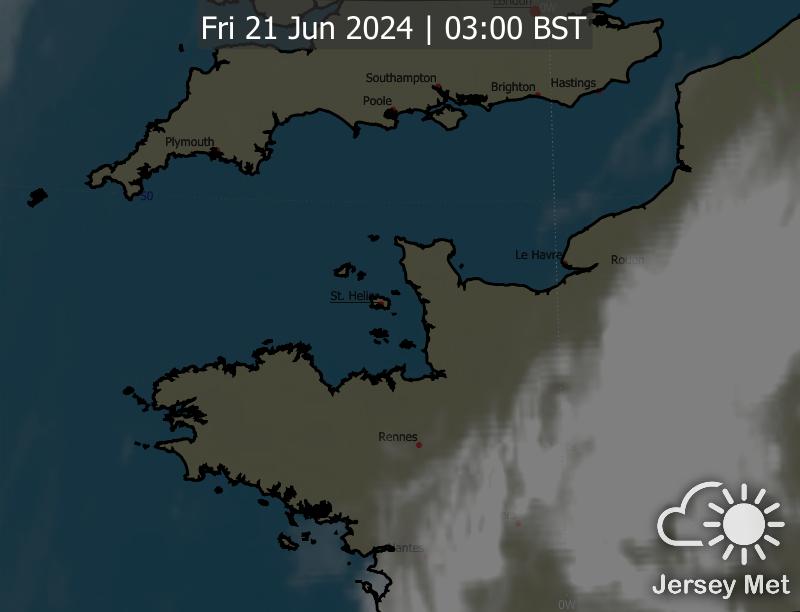 London
0W
Fri 21 Jun 2024 | 03:00 BST
Southampton
Brighton
Hastings
Poole
Plymouth
50
Le Havre
Rouen
St. Helier
Rennes
Nantes
Jersey Met
0W